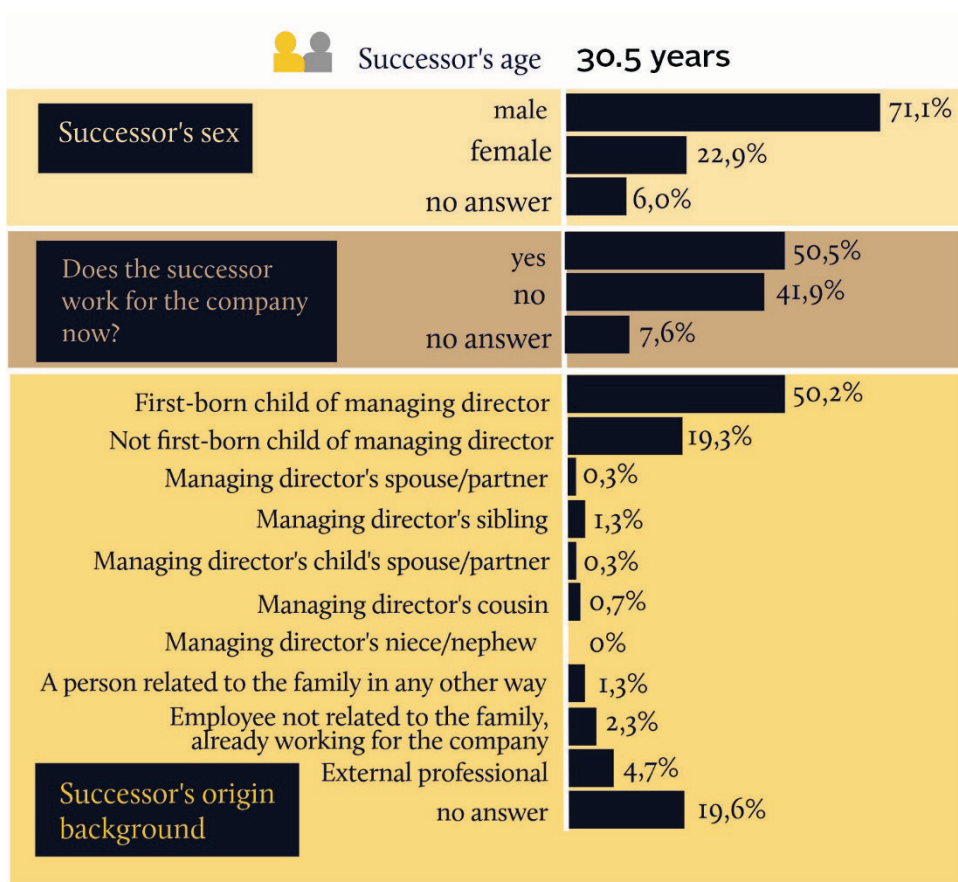 Successor's age 30.5 years
Successor's sex
male 71,1%
female 22,9%
no answer 6,0%
Does the successor
work for the company
now?
yes 50,5%
no 41,9%
no answer 7,6%
First-born child of managing director 50,2%
Not first-born child of managing director 19,3%
Managing director's spouse/partner 0,3%
Managing director's sibling 1,3%
Managing director's child's spouse/partner 0,3%
Managing director's cousin 0,7%
Managing director's niece/nephew 0%
A person related to the family in any other way 1,3%
Employee not related to the family,
already working for the company 2,3%
External professional 4,7%
no answer 19,6%
Successor's origin
background